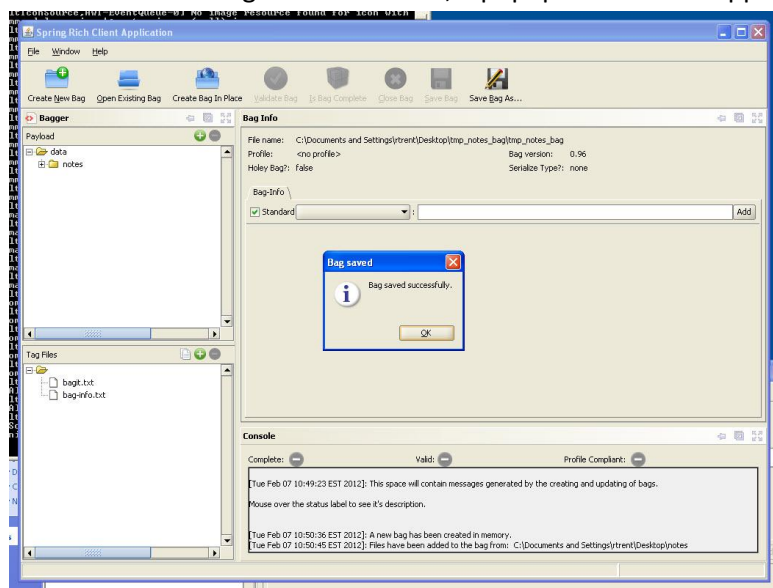 Spring Rich Client Application
File Window Help
Create New Bag Open Existing Bag Create Bag In Place Validate Bag Is Bag Complete Close Bag Save Bag Save Bag As...
Bagger
Payload
data
notes
Tag Files
bagit.txt
bag-info.txt
Bag Info
File name: C:\Documents and Settings\rtrent\Desktop\tmp_notes_bag\tmp_notes_bag
Profile: <no profile> Bag version: 0.96
Holey Bag?: false Serialize Type?: none
Bag-Info
Standard : Add
Bag saved
Bag saved successfully.
OK
Console
Complete: Valid: Profile Compliant:
[Tue Feb 07 10:49:23 EST 2012]: This space will contain messages generated by the creating and updating of bags.
Mouse over the status label to see it's description.
[Tue Feb 07 10:50:36 EST 2012]: A new bag has been created in memory.
[Tue Feb 07 10:50:45 EST 2012]: Files have been added to the bag from: C:\Documents and Settings\rtrent\Desktop\notes